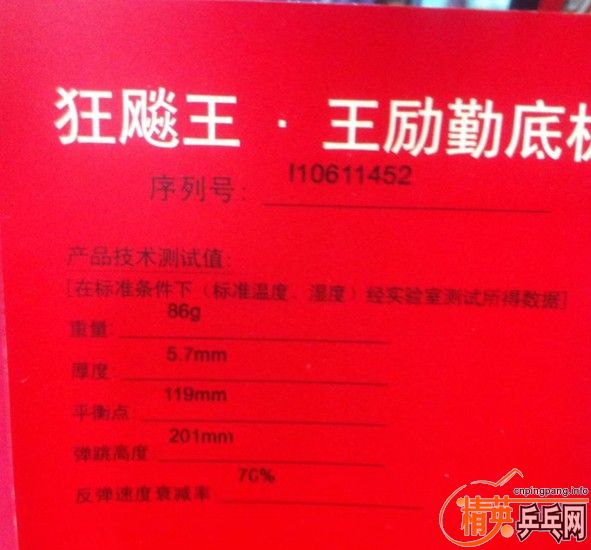 狂飚王·王励勤底板
序列号: I10611452
产品技术测试值:
[在标准条件下（标准温度、湿度）经实验室测试所得数据]
重量: 86g
厚度: 5.7mm
平衡点: 119mm
弹跳高度: 201mm
反弹速度衰减率: 76%
cnpingpang.info
精英乒乓网